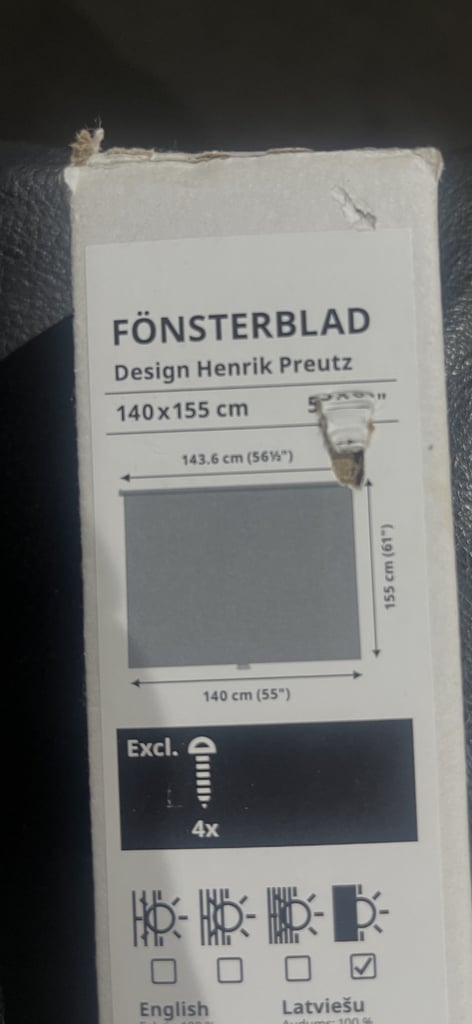 FÖNSTERBLAD
Design Henrik Preutz
140x155 cm
143.6 cm (56½")
155 cm (61")
140 cm (55")
Excl.
4x
English Latviešu